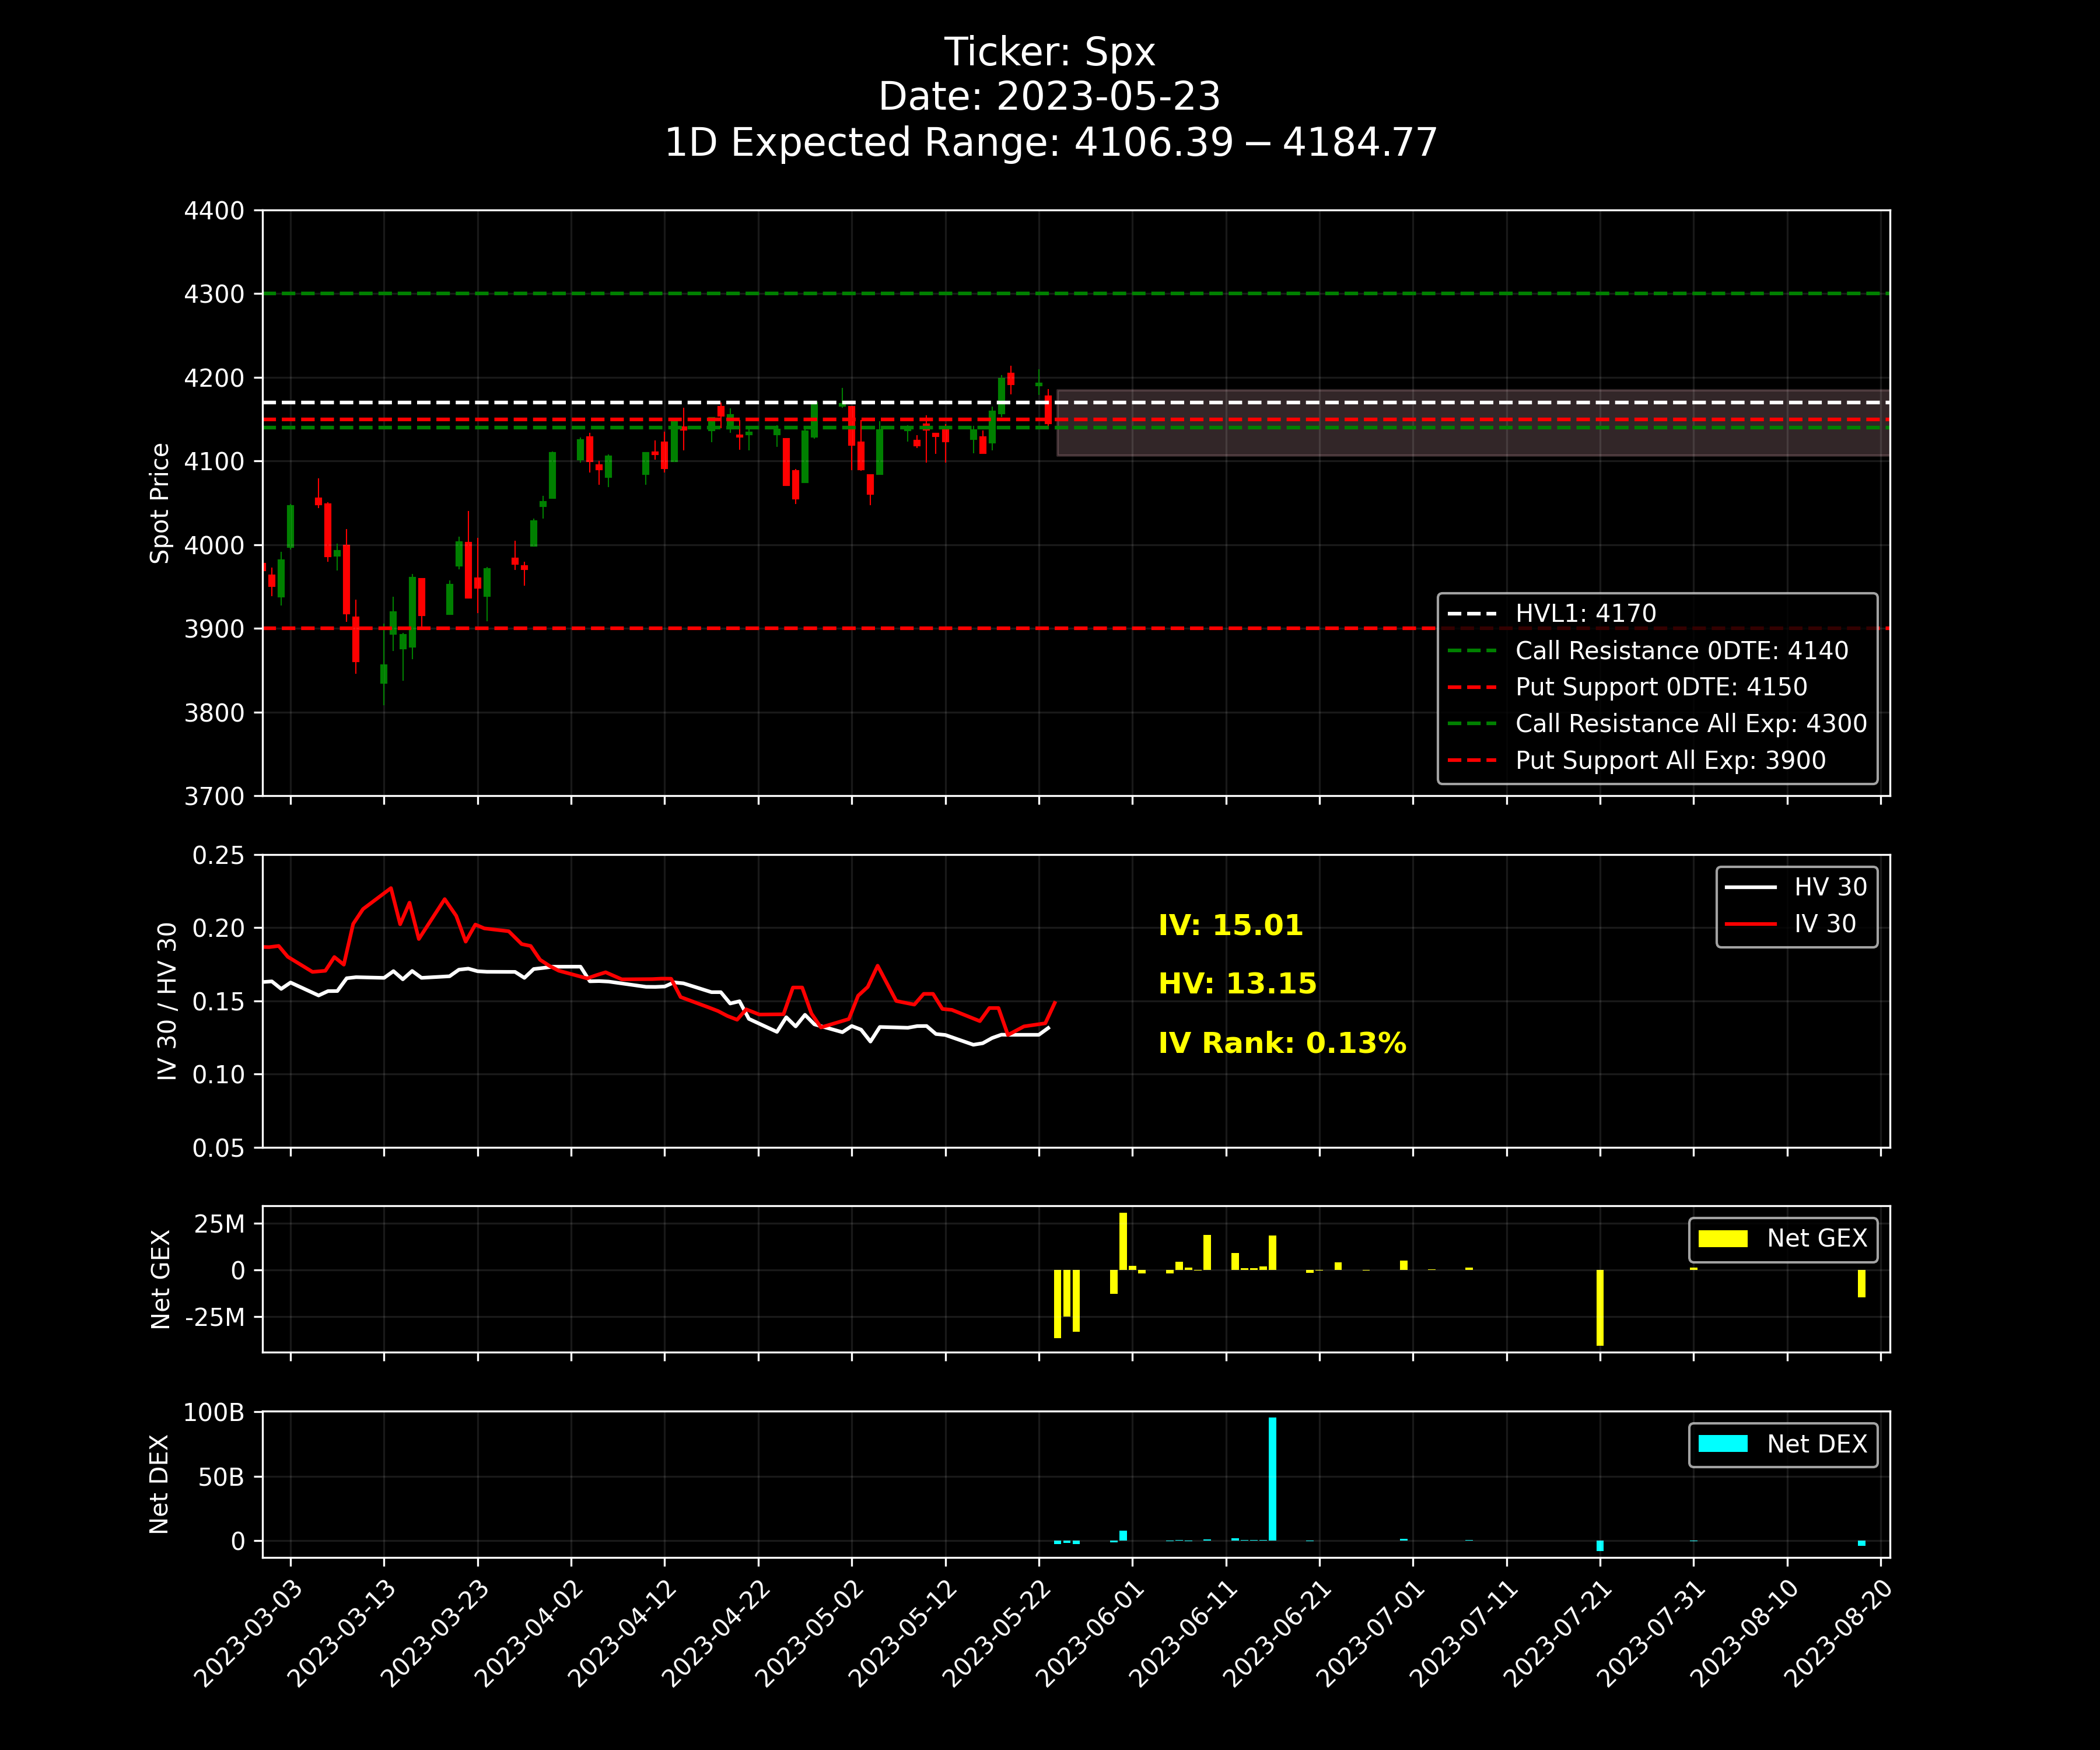 Ticker: Spx
Date: 2023-05-23
1D Expected Range: 4106.39 − 4184.77
Spot Price
4400
4300
4200
4100
4000
3900
3800
3700
HVL1: 4170
Call Resistance 0DTE: 4140
Put Support 0DTE: 4150
Call Resistance All Exp: 4300
Put Support All Exp: 3900
IV 30 / HV 30
0.25
0.20
0.15
0.10
0.05
IV: 15.01
HV: 13.15
IV Rank: 0.13%
HV 30
IV 30
Net GEX
25M
0
-25M
Net GEX
Net DEX
100B
50B
0
Net DEX
2023-03-03
2023-03-13
2023-03-23
2023-04-02
2023-04-12
2023-04-22
2023-05-02
2023-05-12
2023-05-22
2023-06-01
2023-06-11
2023-06-21
2023-07-01
2023-07-11
2023-07-21
2023-07-31
2023-08-10
2023-08-20